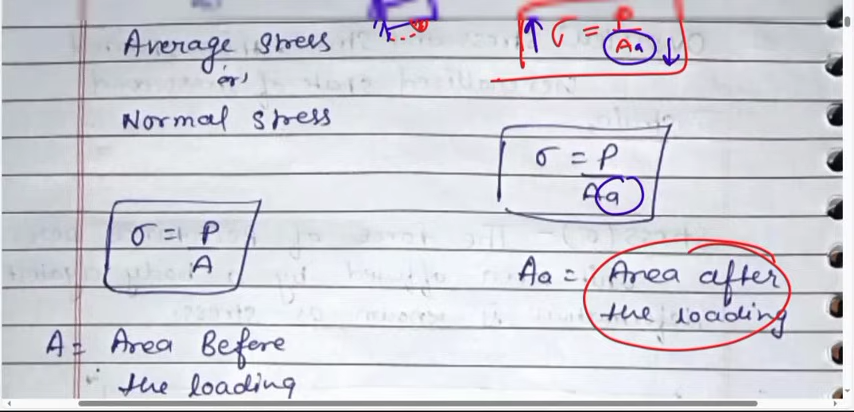 Average Stress
or,
Normal Stress
σ = P
A
A = Area Before
the loading
↑ σ = P
Aa ↓
σ = P
Aa
Aa = Area after
the loading